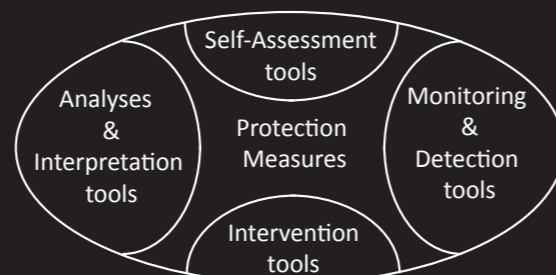 Self-Assessment
tools
Analyses
&
Interpretation
tools
Protection
Measures
Monitoring
&
Detection
tools
Intervention
tools